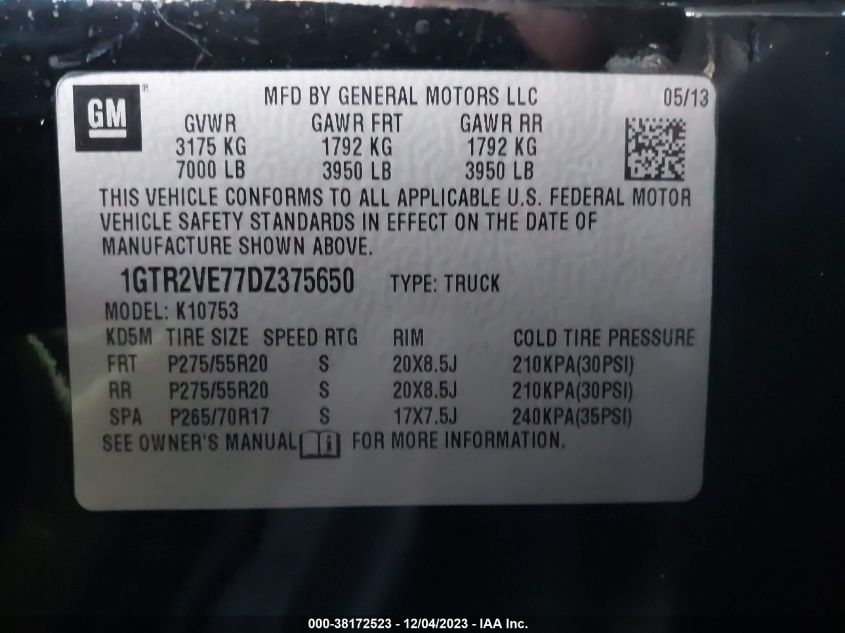 GM ® MFD BY GENERAL MOTORS LLC 05/13
GVWR GAWR FRT GAWR RR
3175 KG 1792 KG 1792 KG
7000 LB 3950 LB 3950 LB
THIS VEHICLE CONFORMS TO ALL APPLICABLE U.S. FEDERAL MOTOR
VEHICLE SAFETY STANDARDS IN EFFECT ON THE DATE OF
MANUFACTURE SHOWN ABOVE.
1GTR2VE77DZ375650 TYPE: TRUCK
MODEL: K10753
KD5M TIRE SIZE SPEED RTG RIM COLD TIRE PRESSURE
FRT P275/55R20 S 20X8.5J 210KPA(30PSI)
RR P275/55R20 S 20X8.5J 210KPA(30PSI)
SPA P265/70R17 S 17X7.5J 240KPA(35PSI)
SEE OWNER'S MANUAL i FOR MORE INFORMATION.
000-38172523 - 12/04/2023 - IAA Inc.